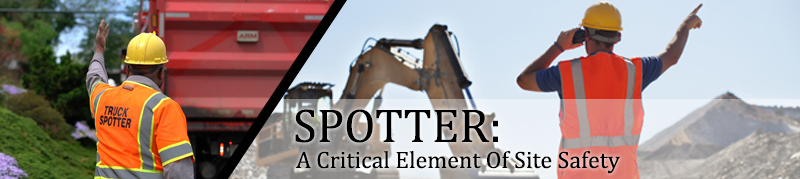 ARM
TRUCK
SPOTTER
SPOTTER:
A Critical Element Of Site Safety